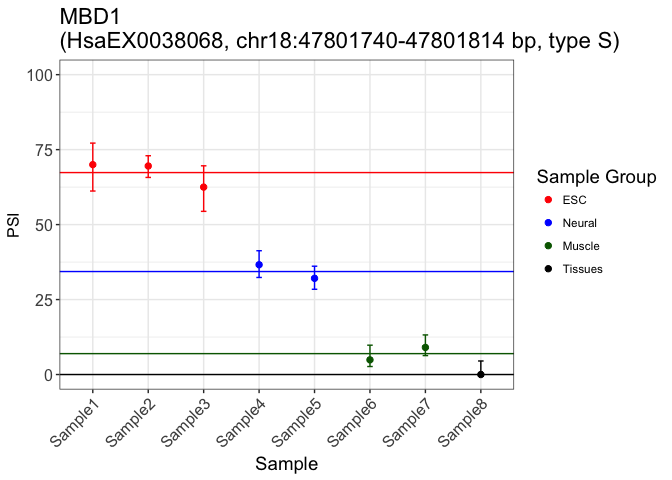 MBD1
(HsaEX0038068, chr18:47801740-47801814 bp, type S)
100
75
50
25
0
PSI
Sample1
Sample2
Sample3
Sample4
Sample5
Sample6
Sample7
Sample8
Sample
Sample Group
ESC
Neural
Muscle
Tissues